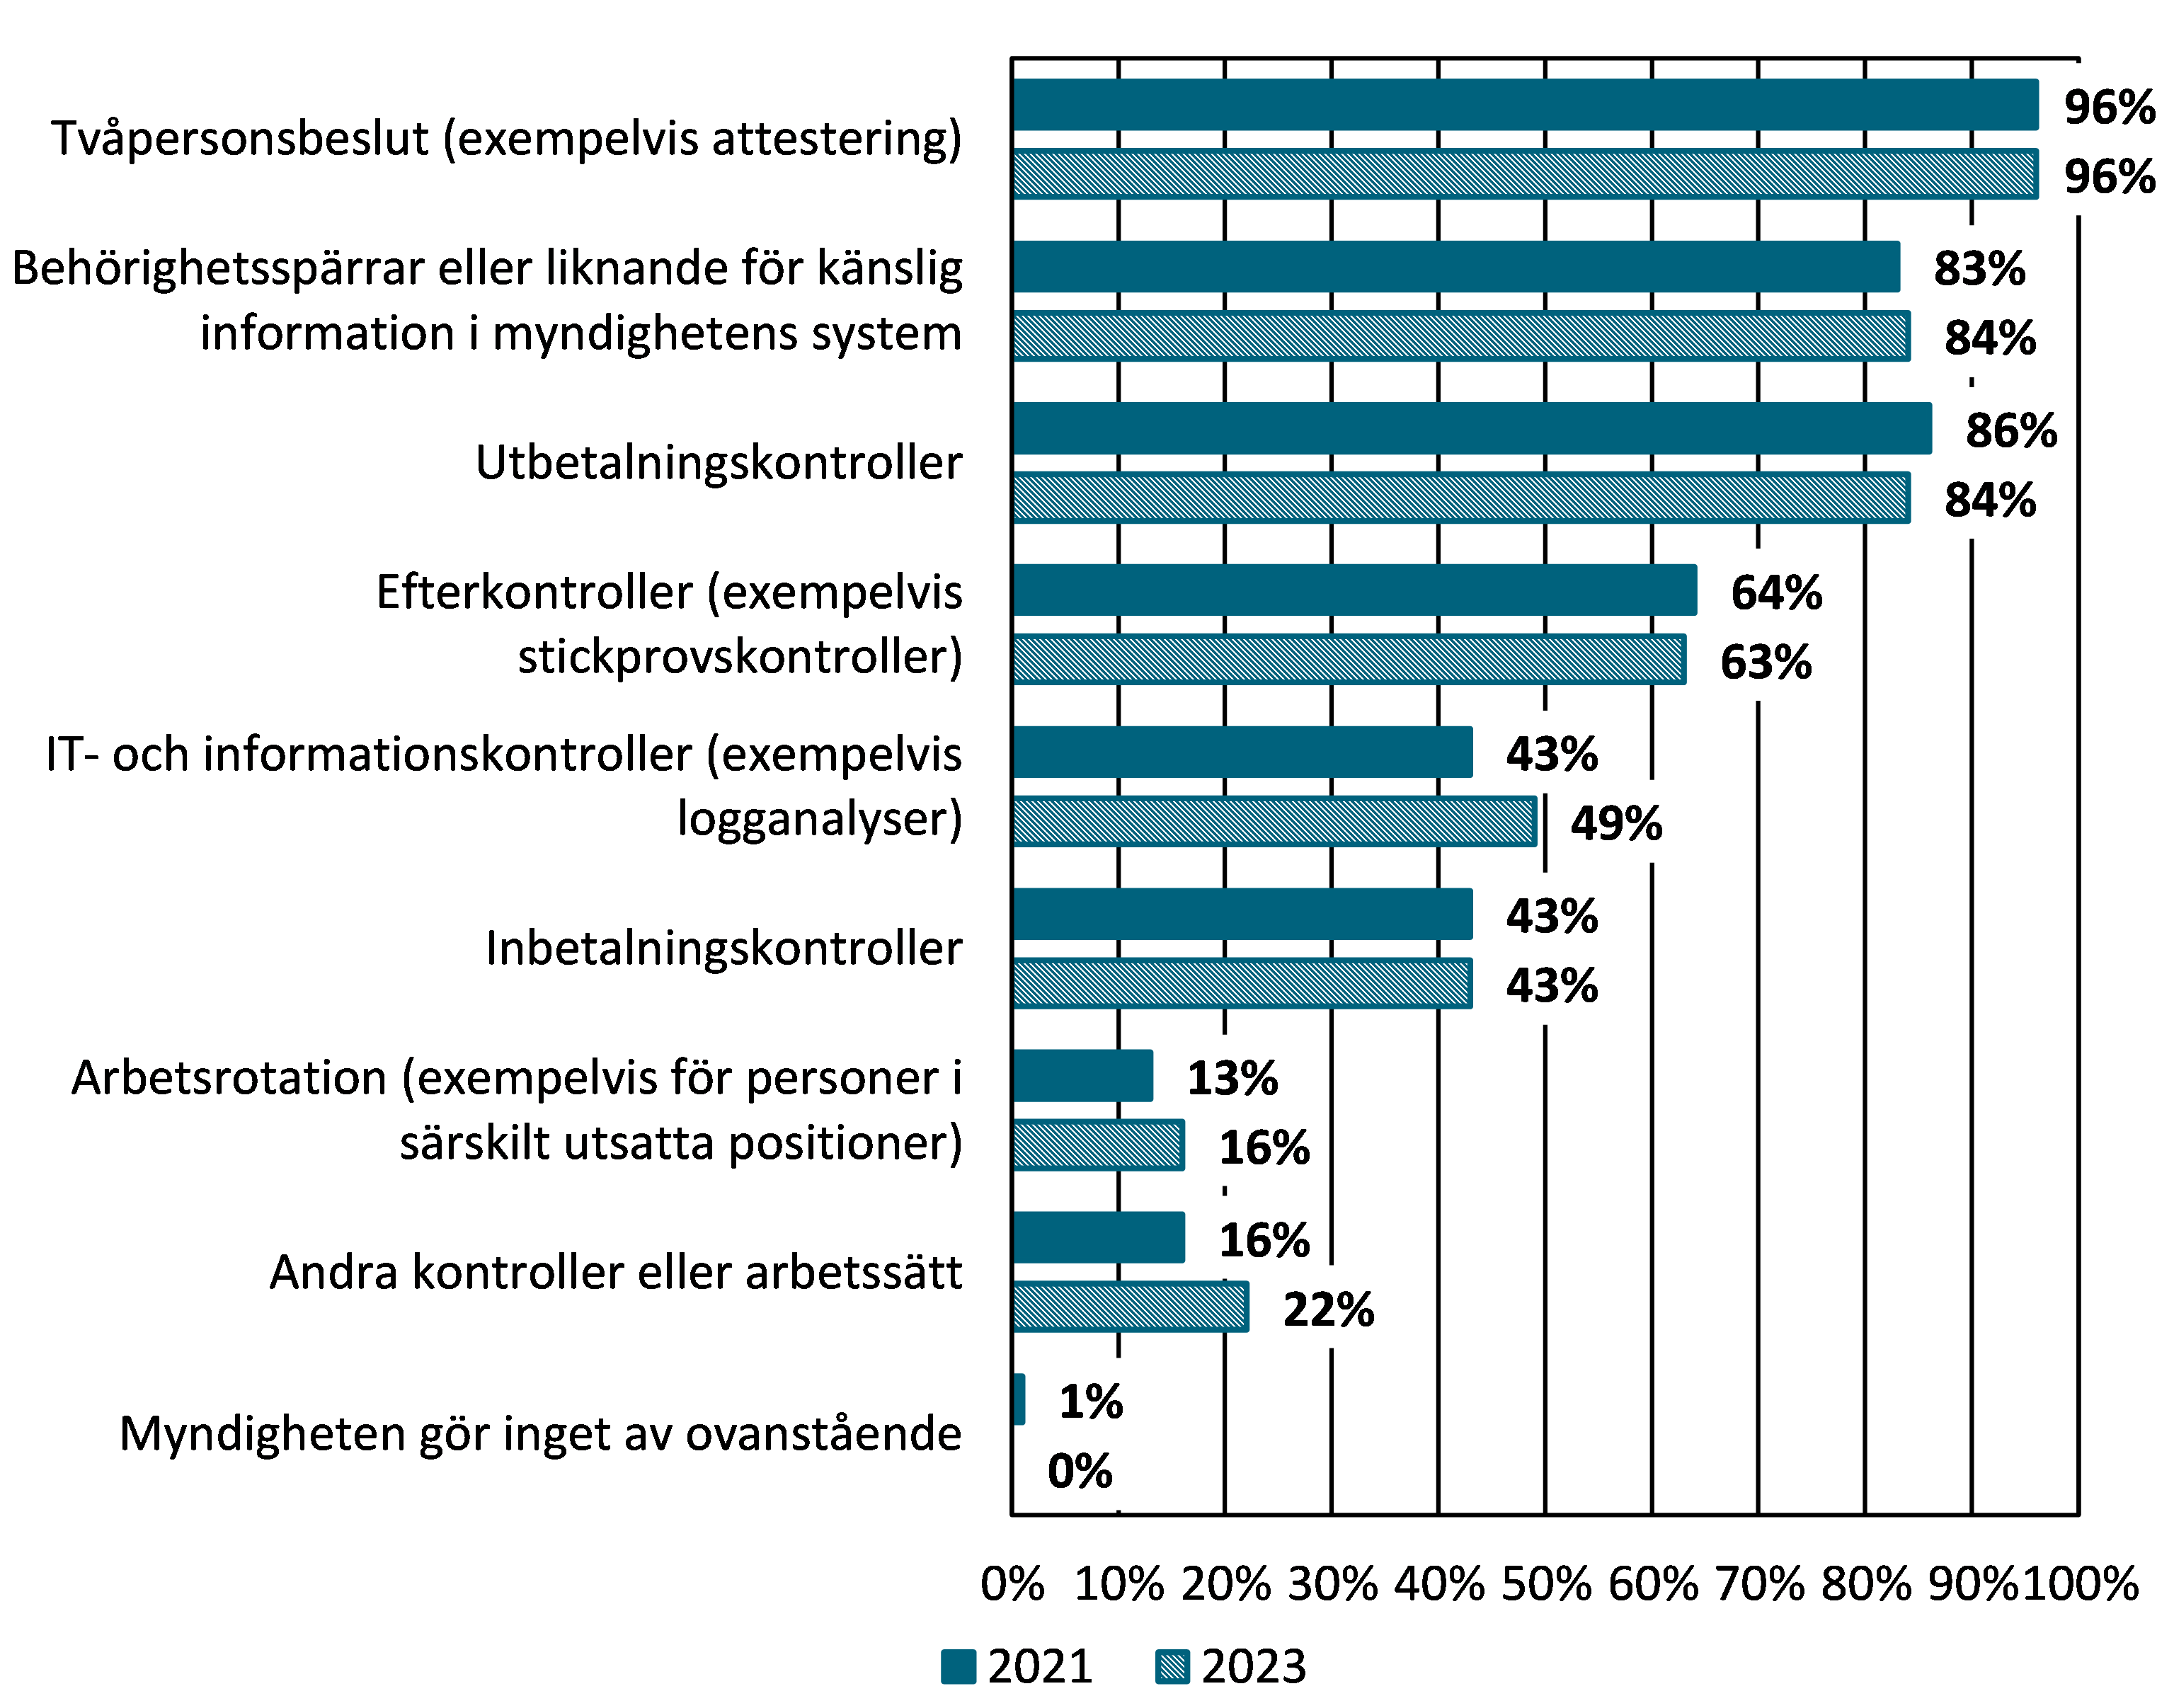 Tvåpersonsbeslut (exempelvis attestering)
96%
96%
Behörighetsspärrar eller liknande för känslig
information i myndighetens system
83%
84%
Utbetalningskontroller
86%
84%
Efterkontroller (exempelvis
stickprovskontroller)
64%
63%
IT- och informationskontroller (exempelvis
logganalyser)
43%
49%
Inbetalningskontroller
43%
43%
Arbetsrotation (exempelvis för personer i
särskilt utsatta positioner)
13%
16%
Andra kontroller eller arbetssätt
16%
22%
Myndigheten gör inget av ovanstående
1%
0%
0% 10% 20% 30% 40% 50% 60% 70% 80% 90% 100%
2021 2023